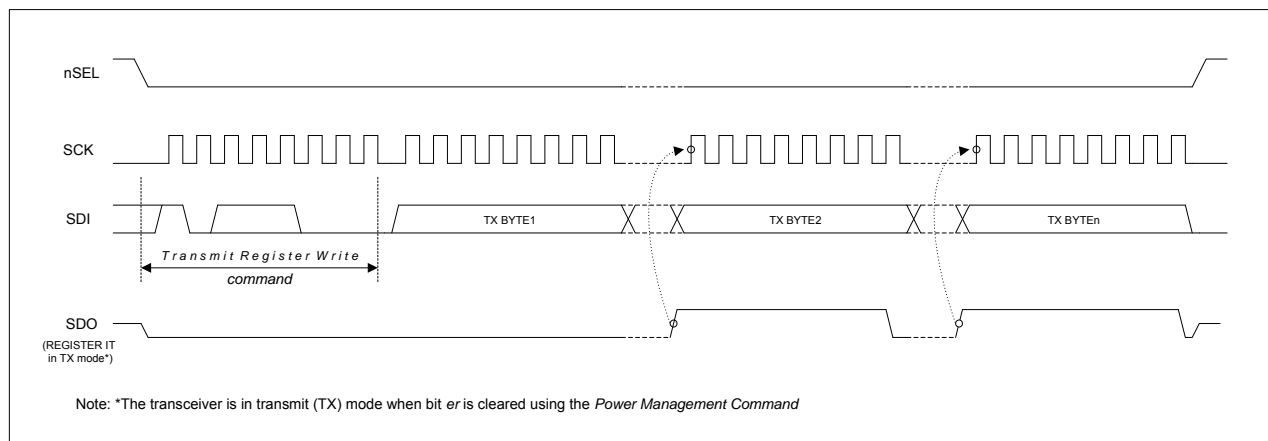 nSEL
SCK
SDI
TX BYTE1
TX BYTE2
TX BYTEn
Transmit Register Write
command
SDO
(REGISTER IT
in TX mode*)
Note: *The transceiver is in transmit (TX) mode when bit er is cleared using the Power Management Command